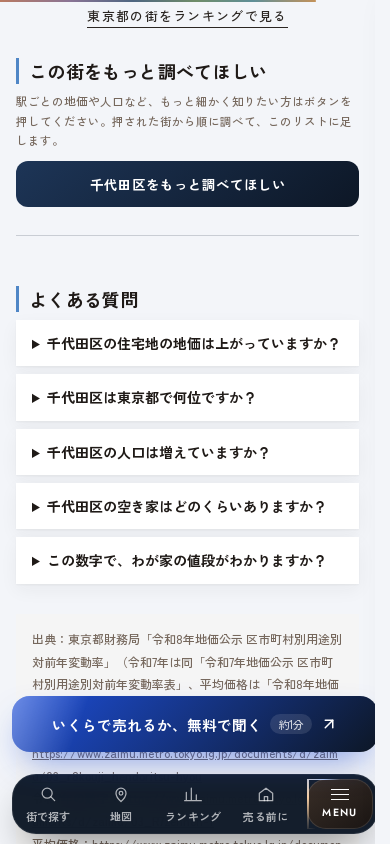 東京都の街をランキングで見る
この街をもっと調べてほしい
駅ごとの地価や人口など、もっと細かく知りたい方はボタンを
押してください。押された街から順に調べて、このリストに足
します。
千代田区をもっと調べてほしい
よくある質問
▶ 千代田区の住宅地の地価は上がっていますか?
▶ 千代田区は東京都で何位ですか?
▶ 千代田区の人口は増えていますか?
▶ 千代田区の空き家はどのくらいありますか?
▶ この数字で、わが家の値段がわかりますか?
出典：東京都財務局「令和8年地価公示 区市町村別用途別
対前年変動率」（令和7年は同「令和7年地価公示 区市町
村別用途別対前年変動率表」、平均価格は「令和8年地価
いくらで売れるか、無料で聞く 約1分
https://www.zaimu.metro.tokyo.lg.jp/documents/d/zaim
街で探す 地図 ランキング 売る前に MENU